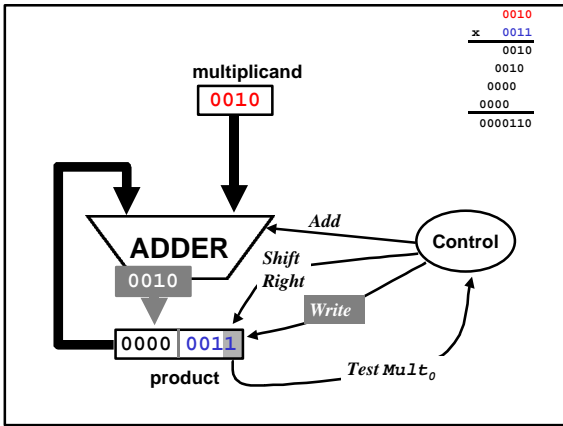 0010
x 0011
0010
0010
0000
0000
0000110
multiplicand
0010
ADDER
Add
Control
Shift
Right
0010
Write
0000 0011
product
Test Mult0